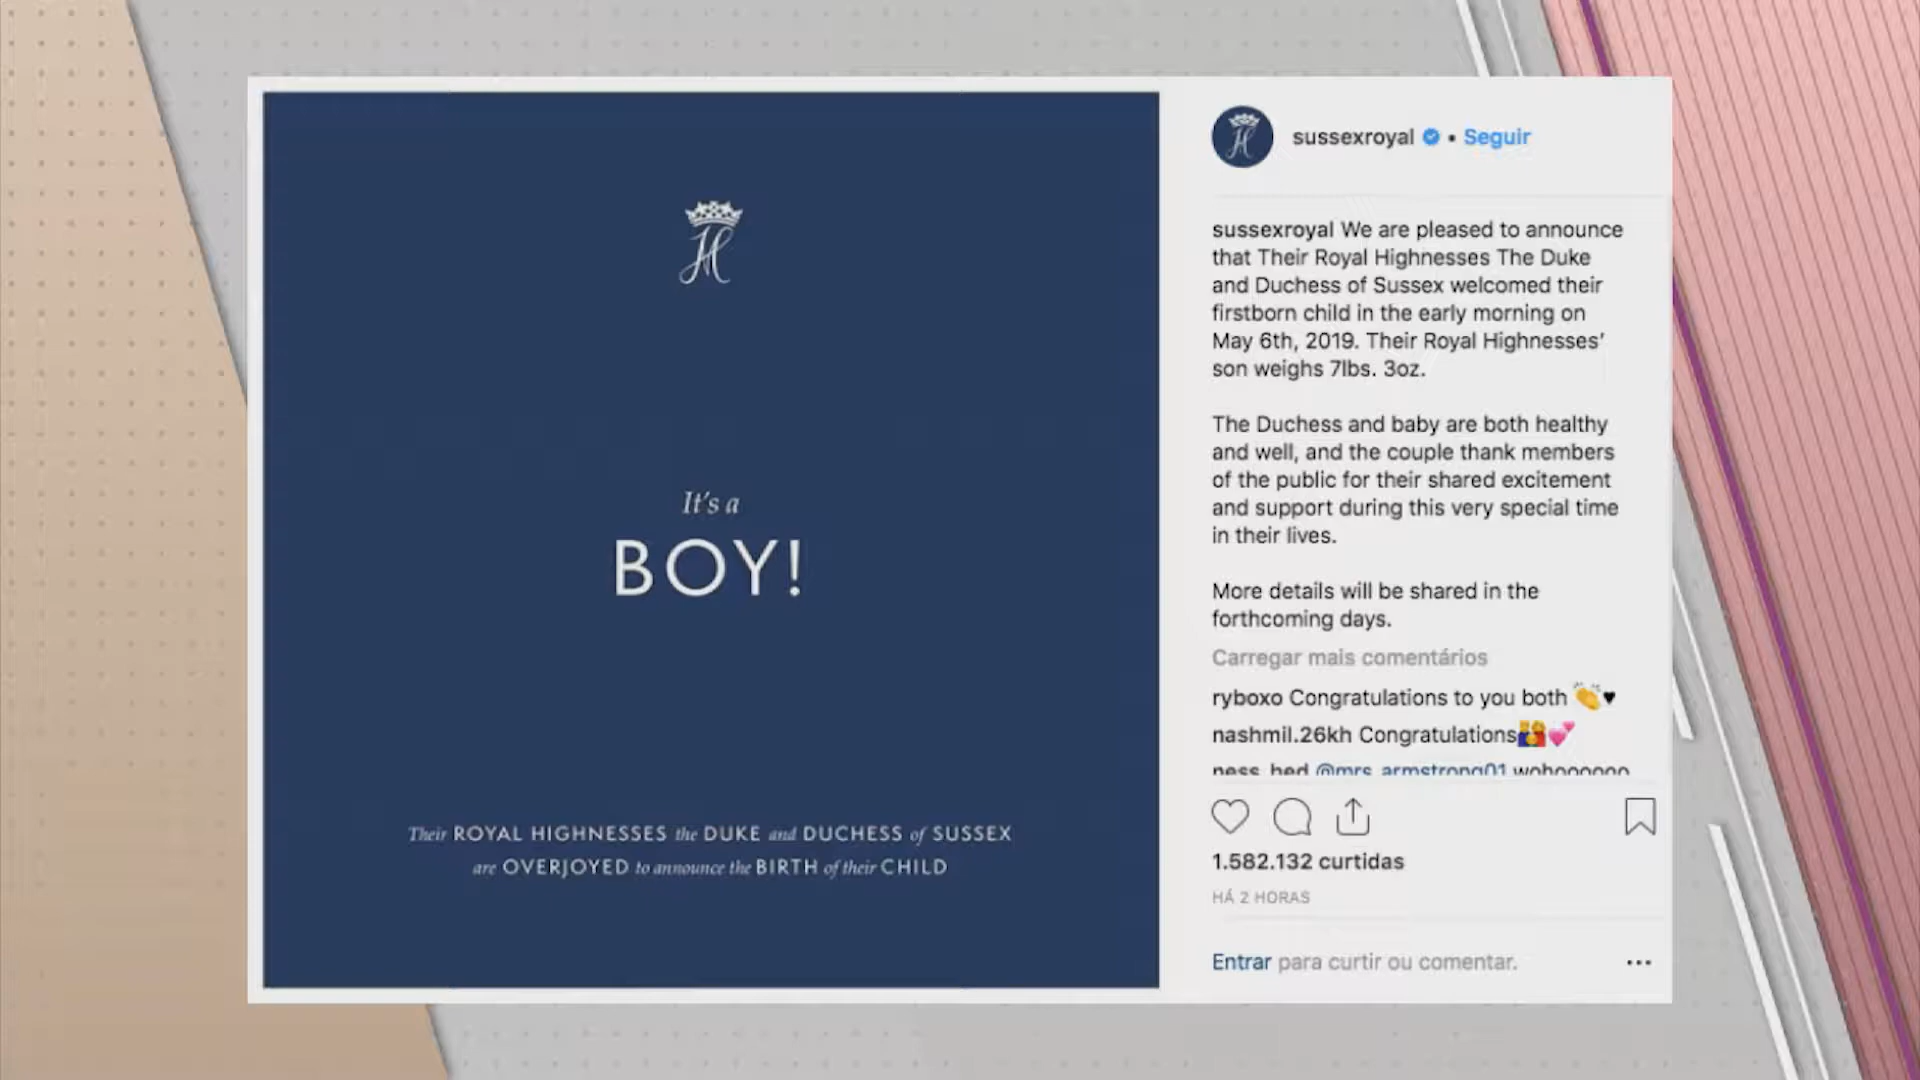 It's a
BOY!
Their ROYAL HIGHNESSES the DUKE and DUCHESS of SUSSEX
are OVERJOYED to announce the BIRTH of their CHILD
sussexroyal • Seguir
sussexroyal We are pleased to announce
that Their Royal Highnesses The Duke
and Duchess of Sussex welcomed their
firstborn child in the early morning on
May 6th, 2019. Their Royal Highnesses’
son weighs 7lbs. 3oz.
The Duchess and baby are both healthy
and well, and the couple thank members
of the public for their shared excitement
and support during this very special time
in their lives.
More details will be shared in the
forthcoming days.
Carregar mais comentários
ryboxo Congratulations to you both 👏♥
nashmil.26kh Congratulations👫💕
ness_hed @mrs_armstrong01 wohoooooo
1.582.132 curtidas
HÁ 2 HORAS
Entrar para curtir ou comentar.